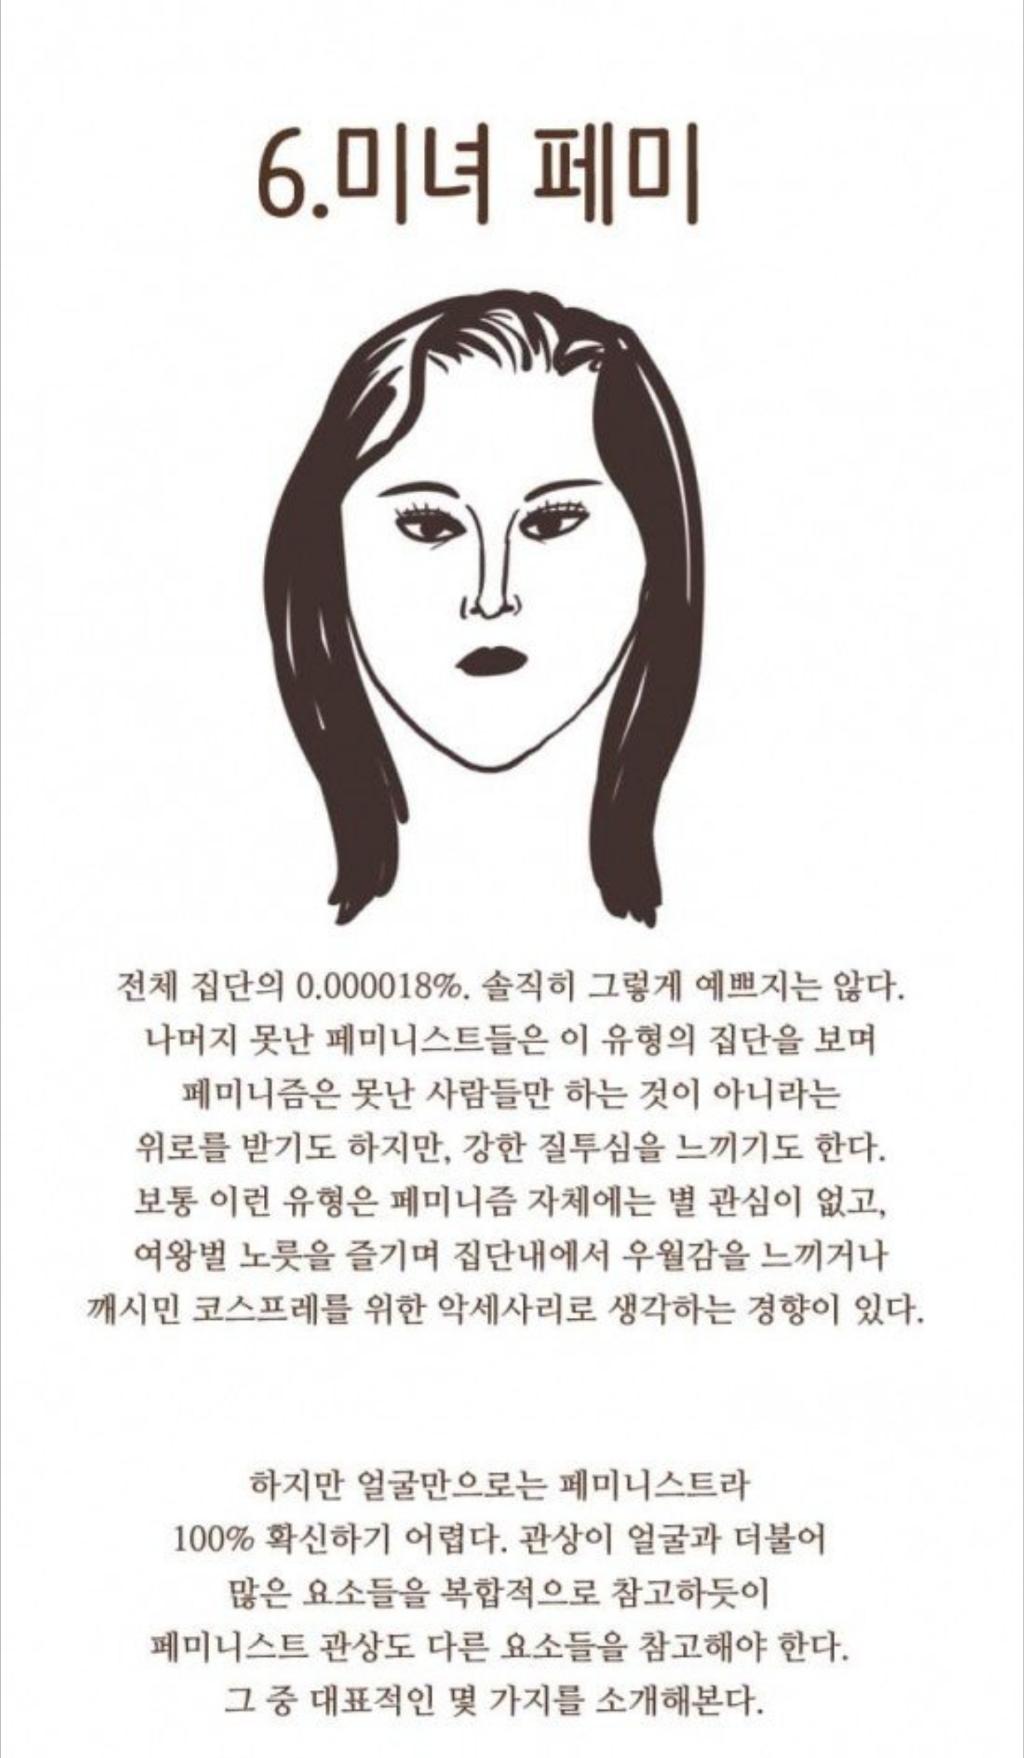 6.미녀 페미
전체 집단의 0.000018%. 솔직히 그렇게 예쁘지는 않다.
나머지 못난 페미니스트들은 이 유형의 집단을 보며
페미니즘은 못난 사람들만 하는 것이 아니라는
위로를 받기도 하지만, 강한 질투심을 느끼기도 한다.
보통 이런 유형은 페미니즘 자체에는 별 관심이 없고,
여왕벌 노릇을 즐기며 집단내에서 우월감을 느끼거나
깨시민 코스프레를 위한 악세사리로 생각하는 경향이 있다.
하지만 얼굴만으로는 페미니스트라
100% 확신하기 어렵다. 관상이 얼굴과 더불어
많은 요소들을 복합적으로 참고하듯이
페미니스트 관상도 다른 요소들을 참고해야 한다.
그 중 대표적인 몇 가지를 소개해본다.